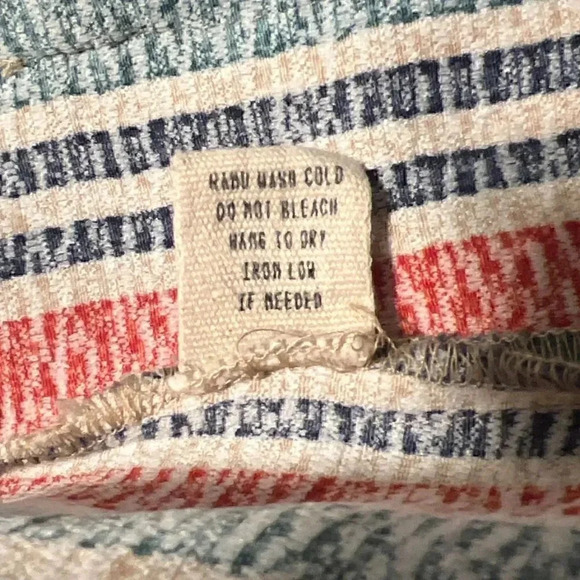 HAND WASH COLD
DO NOT BLEACH
HANG TO DRY
IRON LOW
IF NEEDED